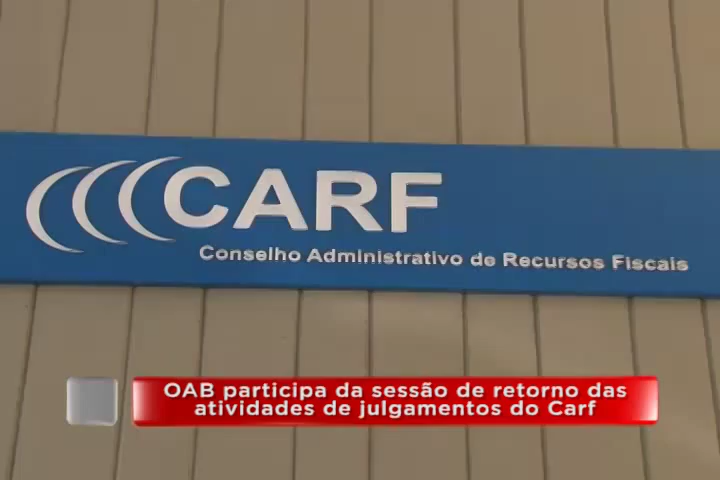 CARF
Conselho Administrativo de Recursos Fiscais
OAB participa da sessão de retorno das
atividades de julgamentos do Carf